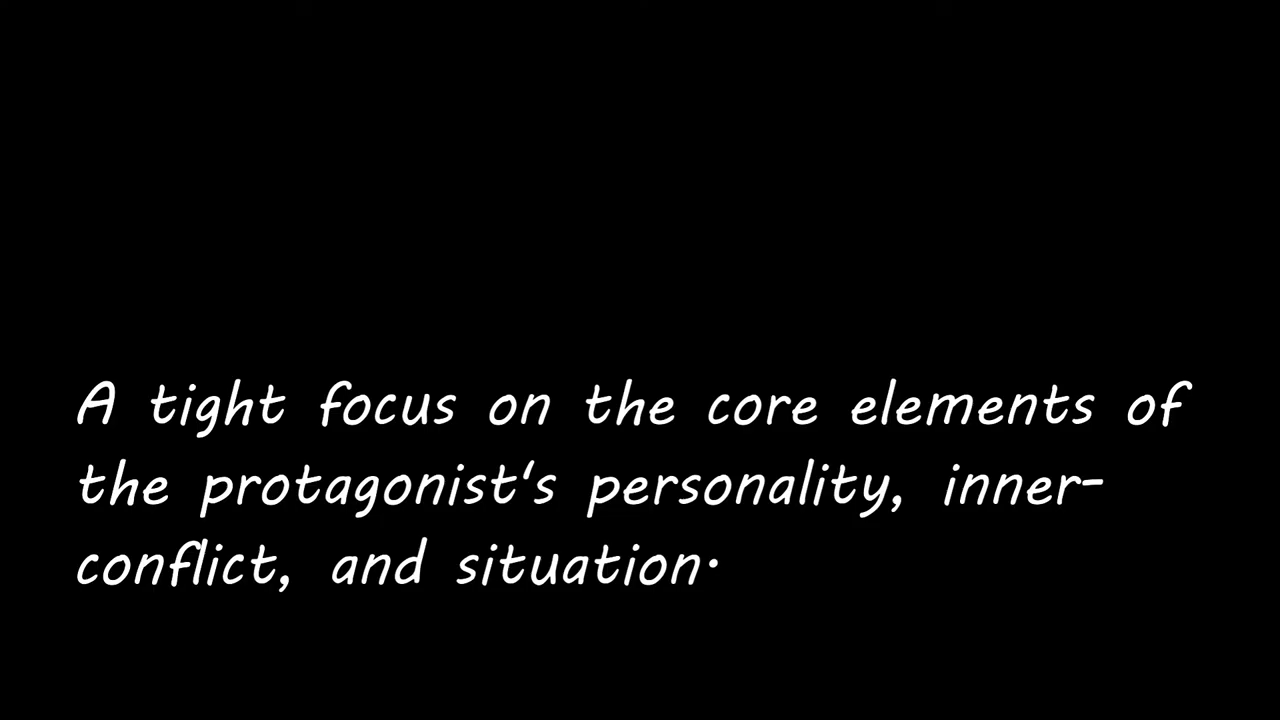 A tight focus on the core elements of
the protagonist's personality, inner-
conflict, and situation.